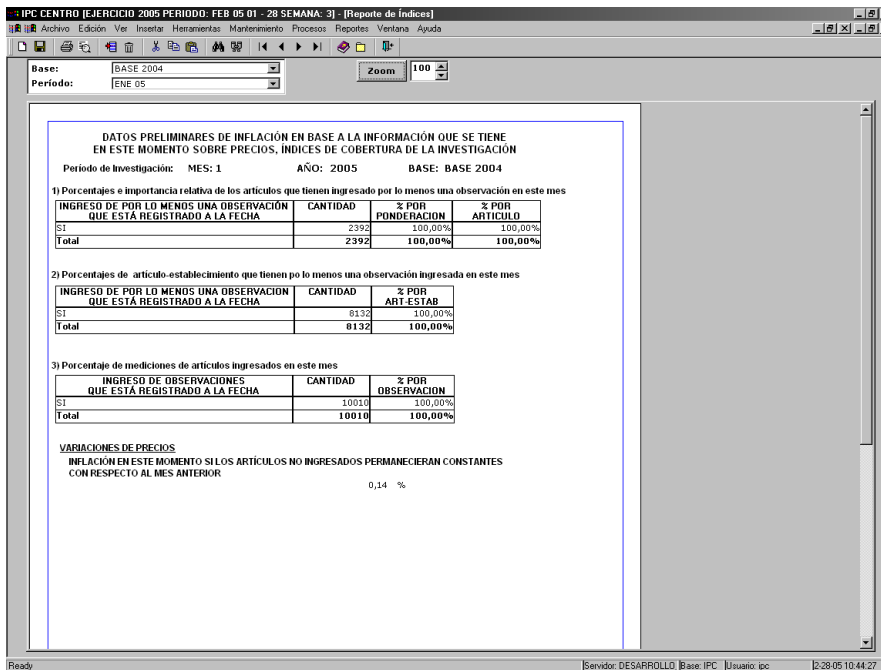 IPC CENTRO [EJERCICIO 2005 PERIODO: FEB 05 01 - 28 SEMANA: 3] - [Reporte de Índices]
Archivo Edición Ver Insertar Herramientas Mantenimiento Procesos Reportes Ventana Ayuda
Base: BASE 2004
Zoom 100
Período: ENE 05
DATOS PRELIMINARES DE INFLACIÓN EN BASE A LA INFORMACIÓN QUE SE TIENE
EN ESTE MOMENTO SOBRE PRECIOS, ÍNDICES DE COBERTURA DE LA INVESTIGACIÓN
Período de Investigación: MES: 1 AÑO: 2005 BASE: BASE 2004
1) Porcentajes e importancia relativa de los artículos que tienen ingresado por lo menos una observación en este mes
INGRESO DE POR LO MENOS UNA OBSERVACIÓN CANTIDAD % POR % POR
QUE ESTÁ REGISTRADO A LA FECHA PONDERACION ARTICULO
SI 2392 100,00% 100,00%
Total 2392 100,00% 100,00%
2) Porcentajes de artículo-establecimiento que tienen po lo menos una observación ingresada en este mes
INGRESO DE POR LO MENOS UNA OBSERVACION CANTIDAD % POR
QUE ESTÁ REGISTRADO A LA FECHA ART-ESTAB
SI 8132 100,00%
Total 8132 100,00%
3) Porcentaje de mediciones de artículos ingresados en este mes
INGRESO DE OBSERVACIONES CANTIDAD % POR
QUE ESTÁ REGISTRADO A LA FECHA OBSERVACION
SI 10010 100,00%
Total 10010 100,00%
VARIACIONES DE PRECIOS
INFLACIÓN EN ESTE MOMENTO SI LOS ARTÍCULOS NO INGRESADOS PERMANECIERAN CONSTANTES
CON RESPECTO AL MES ANTERIOR
0,14 %
Ready Servidor: DESARROLLO Base: IPC Usuario: ipc 2-28-05 10:44:27